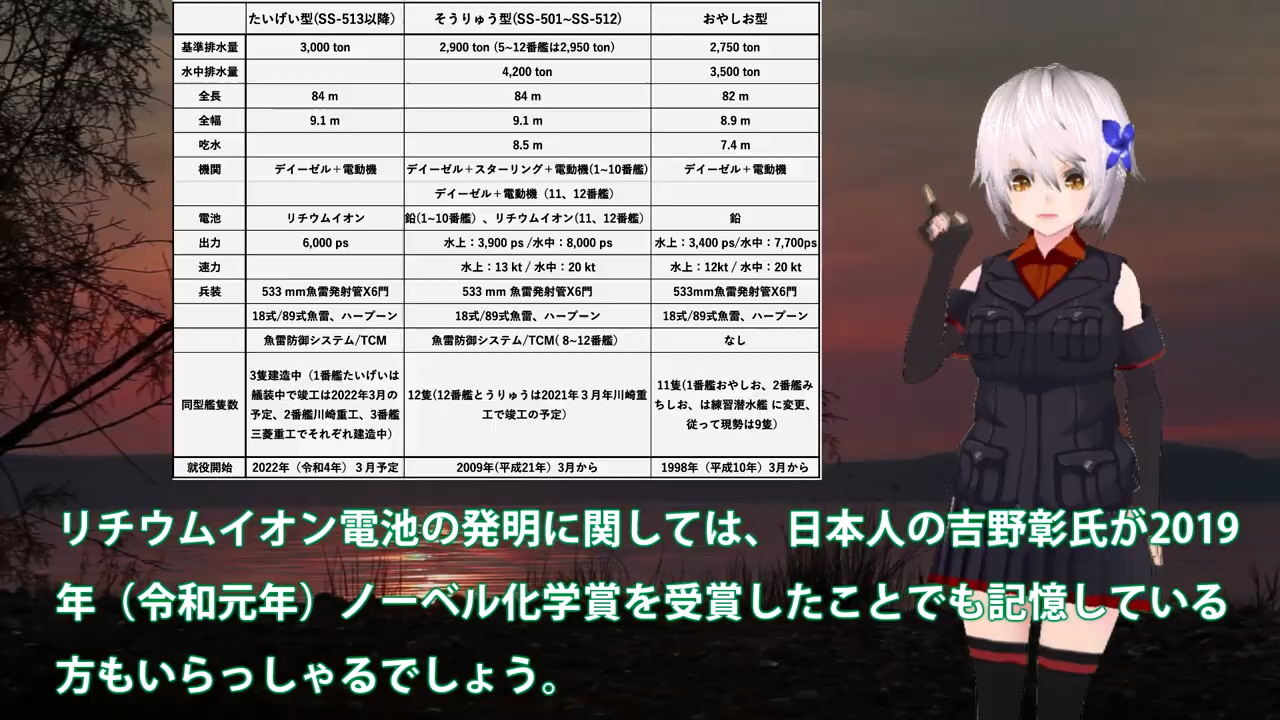 たいげい型(SS-513以降) そうりゅう型(SS-501~SS-512) おやしお型
基準排水量 3,000 ton 2,900 ton (5~12番艦は2,950 ton) 2,750 ton
水中排水量 4,200 ton 3,500 ton
全長 84 m 84 m 82 m
全幅 9.1 m 9.1 m 8.9 m
吃水 8.5 m 7.4 m
機関 デイーゼル＋電動機 デイーゼル＋スターリング＋電動機(1~10番艦) デイーゼル＋電動機
デイーゼル＋電動機（11、12番艦）
電池 リチウムイオン 鉛(1~10番艦）、リチウムイオン(11、12番艦） 鉛
出力 6,000 ps 水上：3,900 ps /水中：8,000 ps 水上：3,400 ps/水中：7,700ps
速力 水上：13 kt / 水中：20 kt 水上：12kt / 水中：20 kt
兵装 533 mm魚雷発射管X6門 533 mm 魚雷発射管X6門 533mm魚雷発射管X6門
18式/89式魚雷、ハープーン 18式/89式魚雷、ハープーン 18式/89式魚雷、ハープーン
魚雷防御システム/TCM 魚雷防御システム/TCM( 8~12番艦） なし
同型艦隻数
3隻建造中（1番艦たいげいは
艤装中で竣工は2022年3月の
予定、2番艦川崎重工、3番艦
三菱重工でそれぞれ建造中）
12隻(12番艦とうりゅうは2021年３月年川崎重
工で竣工の予定）
11隻(1番艦おやしお、2番艦み
ちしお、は練習潜水艦 に変更、
従って現勢は9隻）
就役開始 2022年（令和4年）３月予定 2009年(平成21年）3月から 1998年（平成10年）3月から
リチウムイオン電池の発明に関しては、日本人の吉野彰氏が2019
年（令和元年）ノーベル化学賞を受賞したことでも記憶している
方もいらっしゃるでしょう。